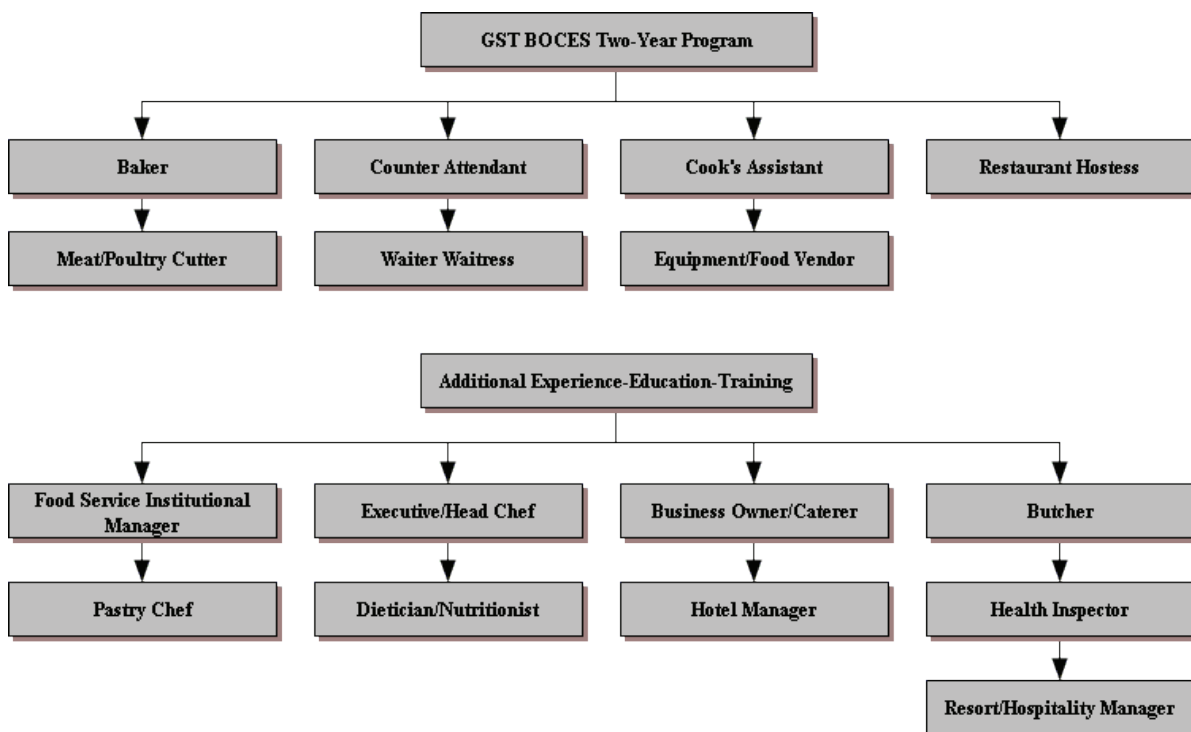 GST BOCES Two-Year Program
Baker
Counter Attendant
Cook's Assistant
Restaurant Hostess
Meat/Poultry Cutter
Waiter Waitress
Equipment/Food Vendor
Additional Experience-Education-Training
Food Service Institutional
Manager
Executive/Head Chef
Business Owner/Caterer
Butcher
Pastry Chef
Dietician/Nutritionist
Hotel Manager
Health Inspector
Resort/Hospitality Manager